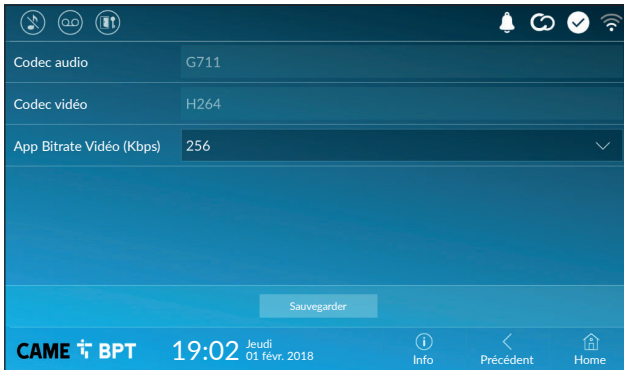 Codec audio G711
Codec vidéo H264
App Bitrate Vidéo (Kbps) 256
Sauvegarder
CAME BPT 19:02 Jeudi
01 févr. 2018
Info Précédent Home